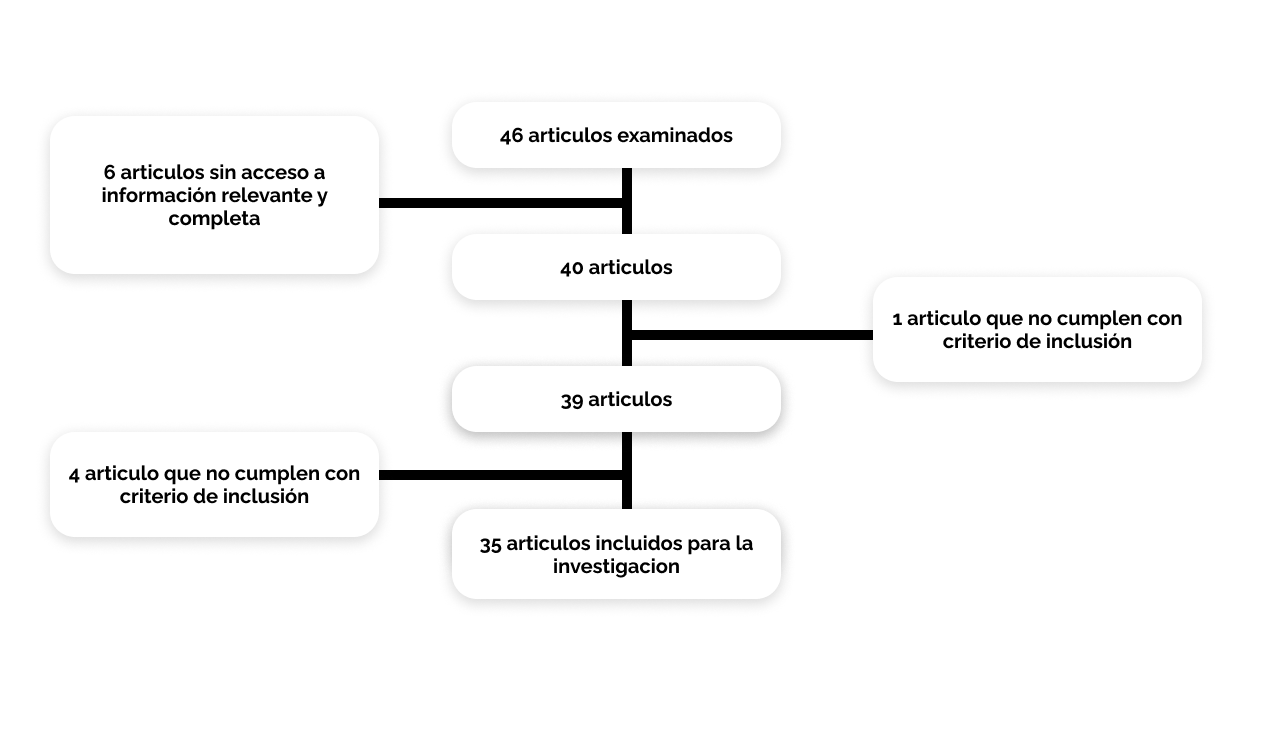 46 articulos examinados
6 articulos sin acceso a
información relevante y
completa
40 articulos
1 articulo que no cumplen con
criterio de inclusión
39 articulos
4 articulo que no cumplen con
criterio de inclusión
35 articulos incluidos para la
investigacion